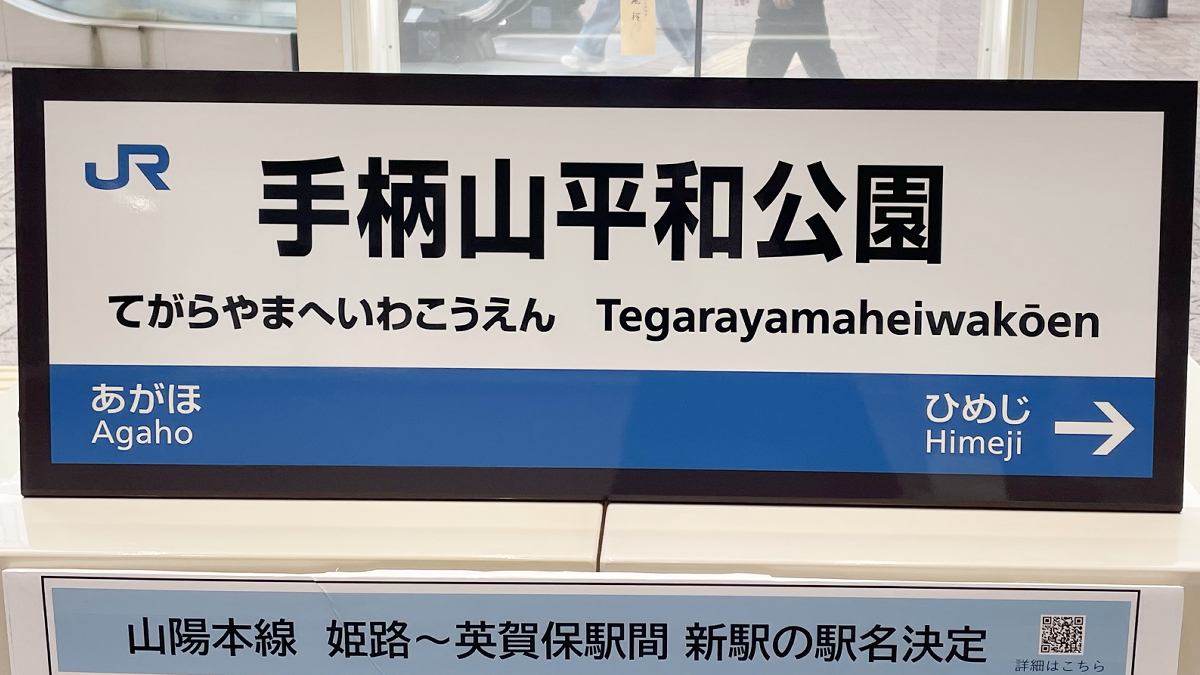 JR
手柄山平和公園
てがらやまへいわこうえん Tegarayamaheiwakōen
あがほ
Agaho
ひめじ
Himeji
山陽本線 姫路～英賀保駅間 新駅の駅名決定
詳細はこちら